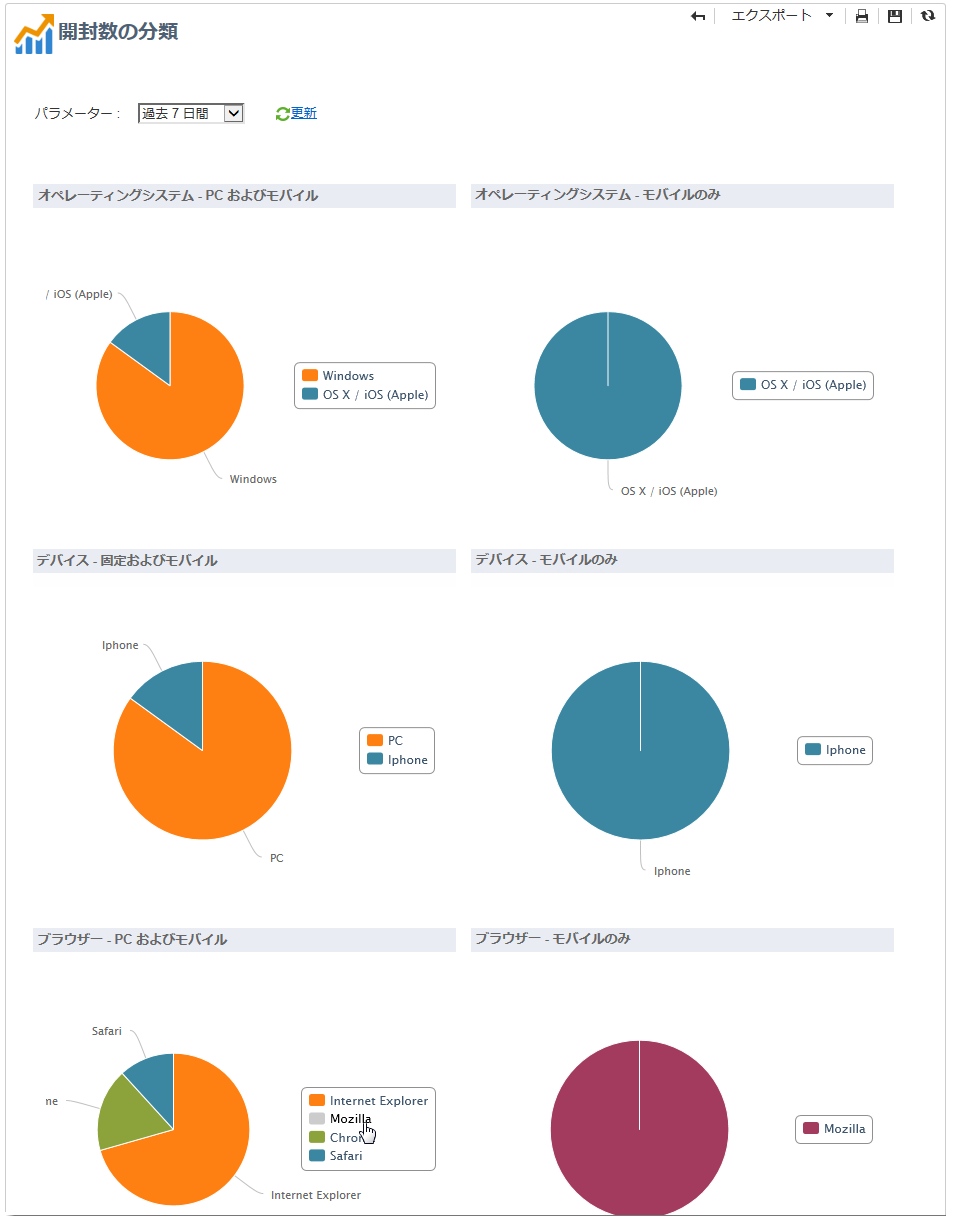 エクスポート
開封数の分類
パラメーター :
過去 7 日間
更新
オペレーティングシステム - PC およびモバイル
オペレーティングシステム - モバイルのみ
/ iOS (Apple)
Windows
OS X / iOS (Apple)
Windows
OS X / iOS (Apple)
OS X / iOS (Apple)
デバイス - 固定およびモバイル
デバイス - モバイルのみ
Iphone
PC
Iphone
PC
Iphone
Iphone
ブラウザー - PC およびモバイル
ブラウザー - モバイルのみ
Safari
ne
Internet Explorer
Mozilla
Chro
Safari
Internet Explorer
Mozilla